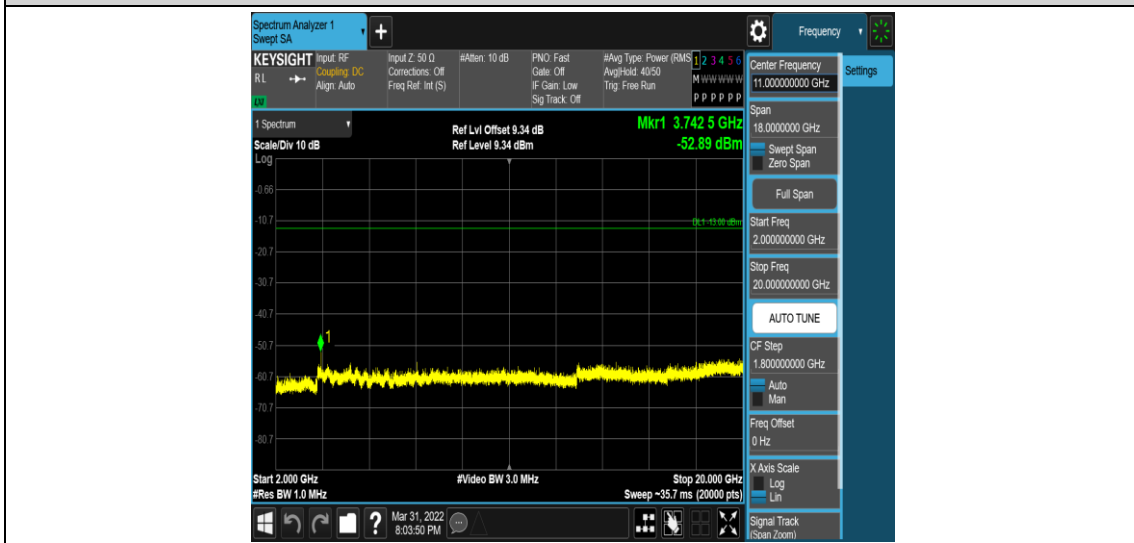 Spectrum Analyzer 1
Swept SA
+
Frequency
KEYSIGHT
RL
LXI
Input: RF
Coupling: DC
Align: Auto
Input Z: 50 Ω
Corrections: Off
Freq Ref: Int (S)
#Atten: 10 dB
PNO: Fast
Gate: Off
IF Gain: Low
Sig Track: Off
#Avg Type: Power (RMS
Avg|Hold: 40/50
Trig: Free Run
1 2 3 4 5 6
M W W W W W
P P P P P P
1 Spectrum
Scale/Div 10 dB
Log
Ref Lvl Offset 9.34 dB
Ref Level 9.34 dBm
Mkr1 3.742 5 GHz
-52.89 dBm
-0.66
-10.7
DL1 -13.00 dBm
-20.7
-30.7
-40.7
1
-50.7
-60.7
-70.7
-80.7
Start 2.000 GHz
#Res BW 1.0 MHz
#Video BW 3.0 MHz
Stop 20.000 GHz
Sweep ~35.7 ms (20000 pts)
Center Frequency
11.000000000 GHz
Settings
Span
18.0000000 GHz
Swept Span
Zero Span
Full Span
Start Freq
2.000000000 GHz
Stop Freq
20.000000000 GHz
AUTO TUNE
CF Step
1.800000000 GHz
Auto
Man
Freq Offset
0 Hz
X Axis Scale
Log
Lin
Signal Track
(Span Zoom)
?
Mar 31, 2022
8:03:50 PM